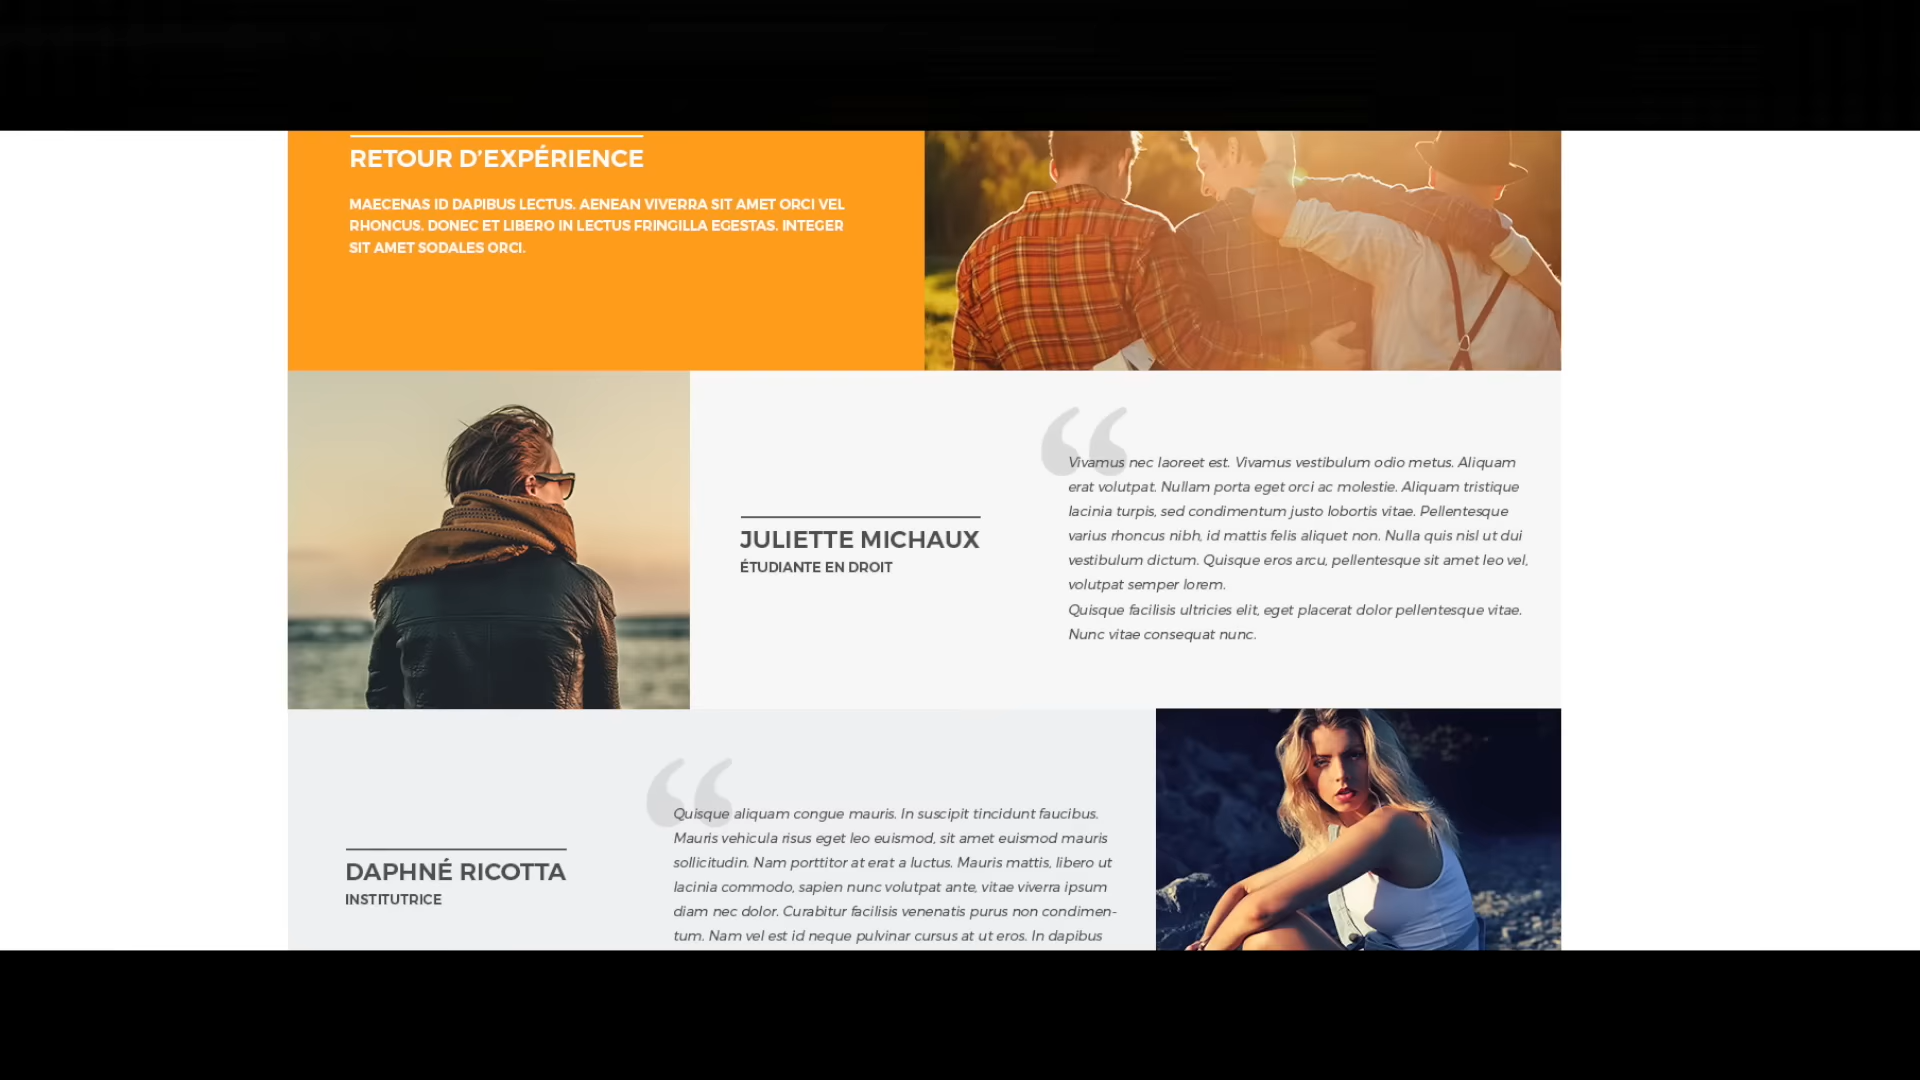 RETOUR D’EXPÉRIENCE
MAECENAS ID DAPIBUS LECTUS. AENEAN VIVERRA SIT AMET ORCI VEL
RHONCUS. DONEC ET LIBERO IN LECTUS FRINGILLA EGESTAS. INTEGER
SIT AMET SODALES ORCI.
JULIETTE MICHAUX
ÉTUDIANTE EN DROIT
“
Vivamus nec laoreet est. Vivamus vestibulum odio metus. Aliquam
erat volutpat. Nullam porta eget orci ac molestie. Aliquam tristique
lacinia turpis, sed condimentum justo lobortis vitae. Pellentesque
varius rhoncus nibh, id mattis felis aliquet non. Nulla quis nisl ut dui
vestibulum dictum. Quisque eros arcu, pellentesque sit amet leo vel,
volutpat semper lorem.
Quisque facilisis ultricies elit, eget placerat dolor pellentesque vitae.
Nunc vitae consequat nunc.
DAPHNÉ RICOTTA
INSTITUTRICE
“
Quisque aliquam congue mauris. In suscipit tincidunt faucibus.
Mauris vehicula risus eget leo euismod, sit amet euismod mauris
sollicitudin. Nam porttitor at erat a luctus. Mauris mattis, libero ut
lacinia commodo, sapien nunc volutpat ante, vitae viverra ipsum
diam nec dolor. Curabitur facilisis venenatis purus non condimen-
tum. Nam vel est id neque pulvinar cursus at ut eros. In dapibus